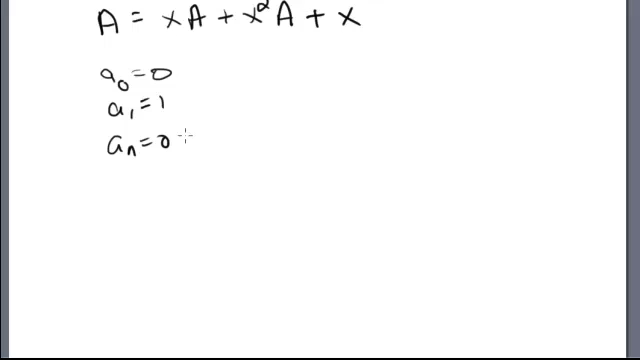 A = xA + x²A + x
a₀ = 0
a₁ = 1
aₙ = 0